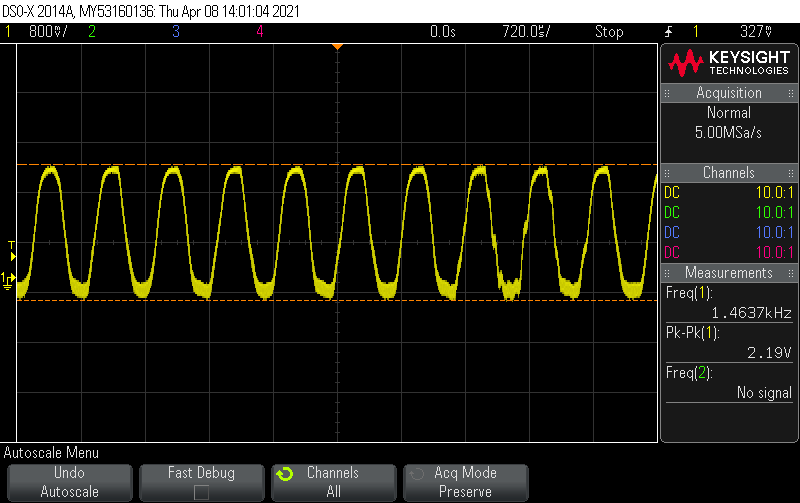 DSO-X 2014A, MY53160136: Thu Apr 08 14:01:04 2021
1 800mV/ 2 3 4 0.0s 720.0us/ Stop 1 327mV
KEYSIGHT
TECHNOLOGIES
Acquisition
Normal
5.00MSa/s
Channels
DC 10.0:1
DC 10.0:1
DC 10.0:1
DC 10.0:1
Measurements
Freq(1):
1.4637kHz
Pk-Pk(1):
2.19V
Freq(2):
No signal
T
1
Autoscale Menu
Undo
Autoscale
Fast Debug
Channels
All
Acq Mode
Preserve